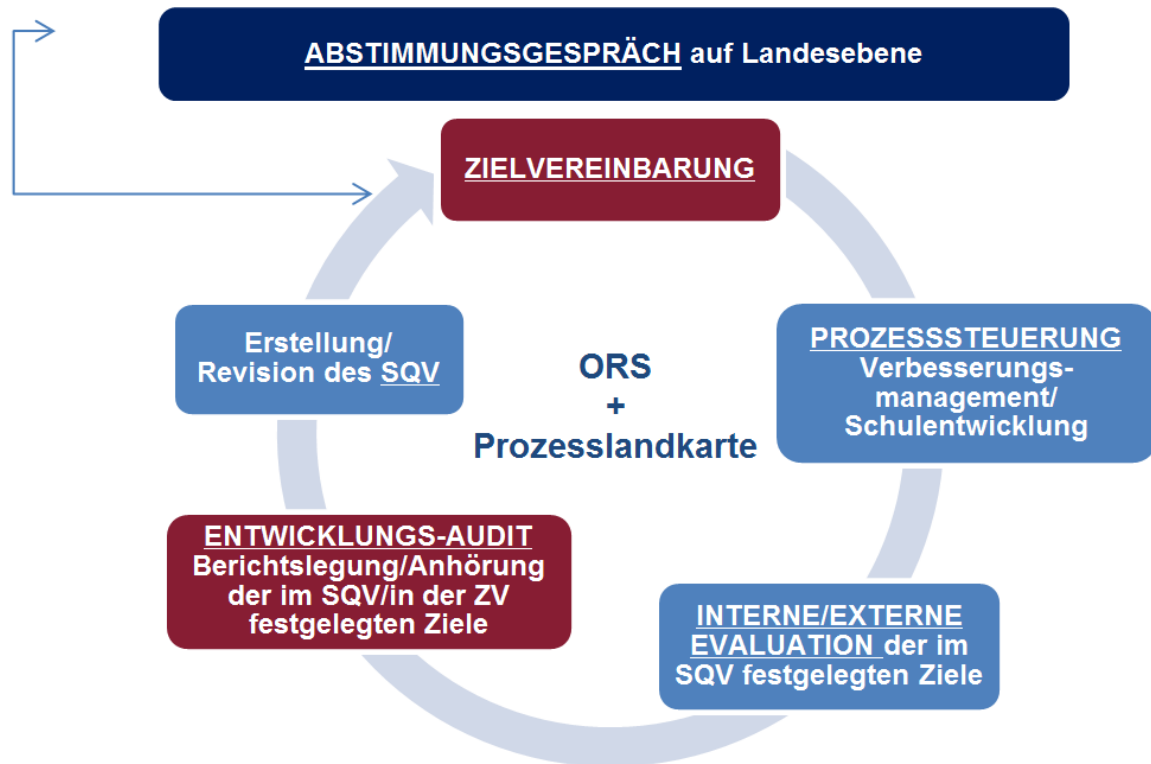 ABSTIMMUNGSGESPRÄCH auf Landesebene
ZIELVEREINBARUNG
Erstellung/
Revision des SQV
ORS
+
Prozesslandkarte
PROZESSSTEUERUNG
Verbesserungs-
management/
Schulentwicklung
ENTWICKLUNGS-AUDIT
Berichtslegung/Anhörung
der im SQV/in der ZV
festgelegten Ziele
INTERNE/EXTERNE
EVALUATION der im
SQV festgelegten Ziele